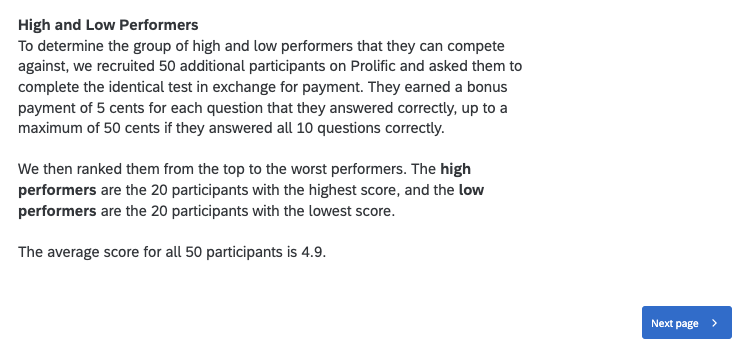 High and Low Performers
To determine the group of high and low performers that they can compete
against, we recruited 50 additional participants on Prolific and asked them to
complete the identical test in exchange for payment. They earned a bonus
payment of 5 cents for each question that they answered correctly, up to a
maximum of 50 cents if they answered all 10 questions correctly.
We then ranked them from the top to the worst performers. The high
performers are the 20 participants with the highest score, and the low
performers are the 20 participants with the lowest score.
The average score for all 50 participants is 4.9.
Next page